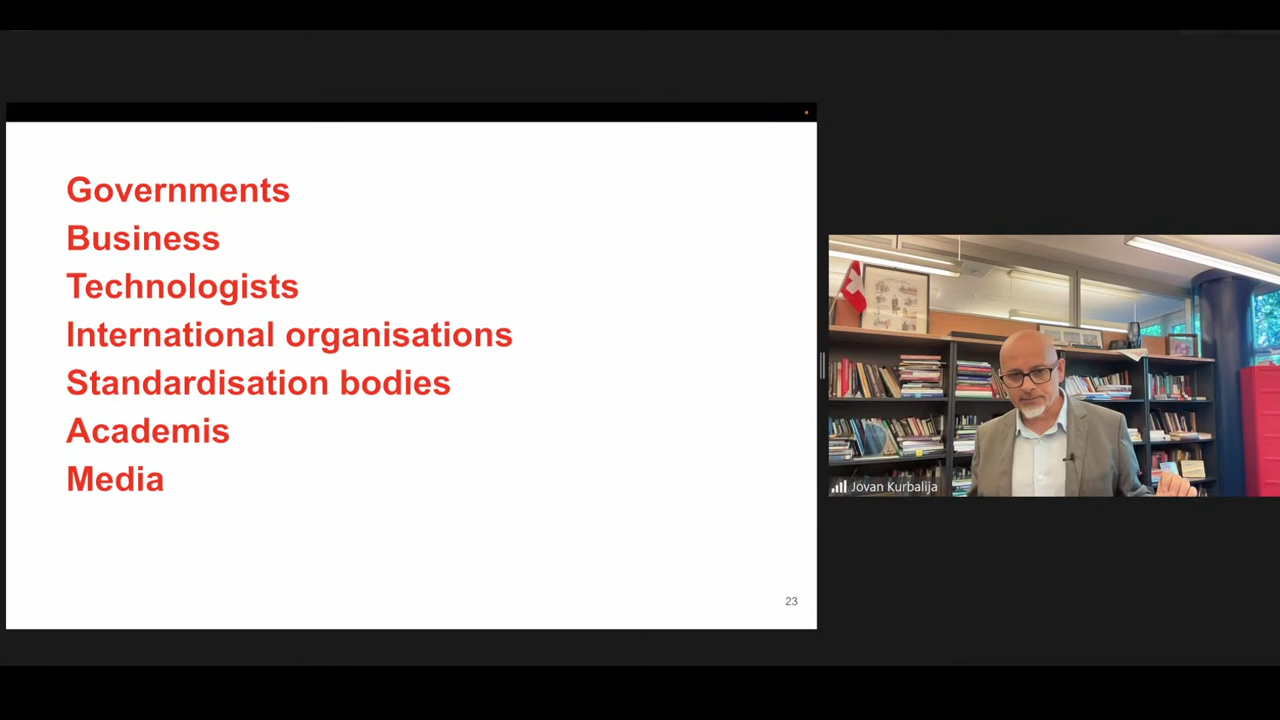 Governments
Business
Technologists
International organisations
Standardisation bodies
Academis
Media
23
Jovan Kurbalija